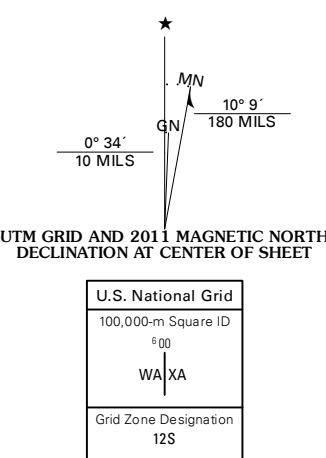 ★
MN
GN
0° 34´
10 MILS
10° 9´
180 MILS
UTM GRID AND 2011 MAGNETIC NORTH
DECLINATION AT CENTER OF SHEET
U.S. National Grid
100,000-m Square ID
⁶00
WA XA
Grid Zone Designation
12S